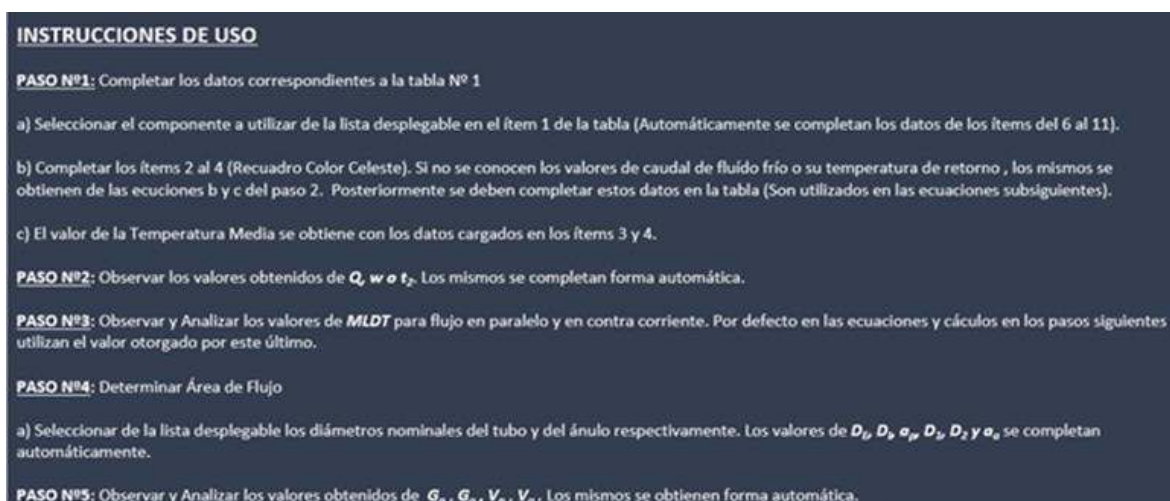 INSTRUCCIONES DE USO
PASO Nº1: Completar los datos correspondientes a la tabla Nº 1
a) Seleccionar el componente a utilizar de la lista desplegable en el ítem 1 de la tabla (Automáticamente se completan los datos de los ítems del 6 al 11).
b) Completar los ítems 2 al 4 (Recuadro Color Celeste). Si no se conocen los valores de caudal de fluído frío o su temperatura de retorno , los mismos se
obtienen de las ecuciones b y c del paso 2. Posteriormente se deben completar estos datos en la tabla (Son utilizados en las ecuaciones subsiguientes).
c) El valor de la Temperatura Media se obtiene con los datos cargados en los ítems 3 y 4.
PASO Nº2: Observar los valores obtenidos de Q, w o t₂. Los mismos se completan forma automática.
PASO Nº3: Observar y Analizar los valores de MLDT para flujo en paralelo y en contra corriente. Por defecto en las ecuaciones y cáculos en los pasos siguientes
utilizan el valor otorgado por este último.
PASO Nº4: Determinar Área de Flujo
a) Seleccionar de la lista desplegable los diámetros nominales del tubo y del ánulo respectivamente. Los valores de D, D, aₚ, D₁, D₂ y aₐ se completan
automáticamente.
PASO Nº5: Observar y Analizar los valores obtenidos de G, G, V, V. Los mismos se obtienen forma automática.